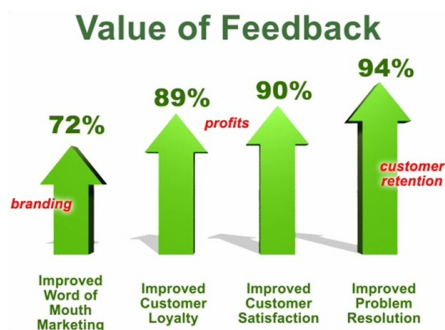 Value of Feedback
72%
89%
90%
94%
branding
profits
customer
retention
Improved
Word of
Mouth
Marketing
Improved
Customer
Loyalty
Improved
Customer
Satisfaction
Improved
Problem
Resolution